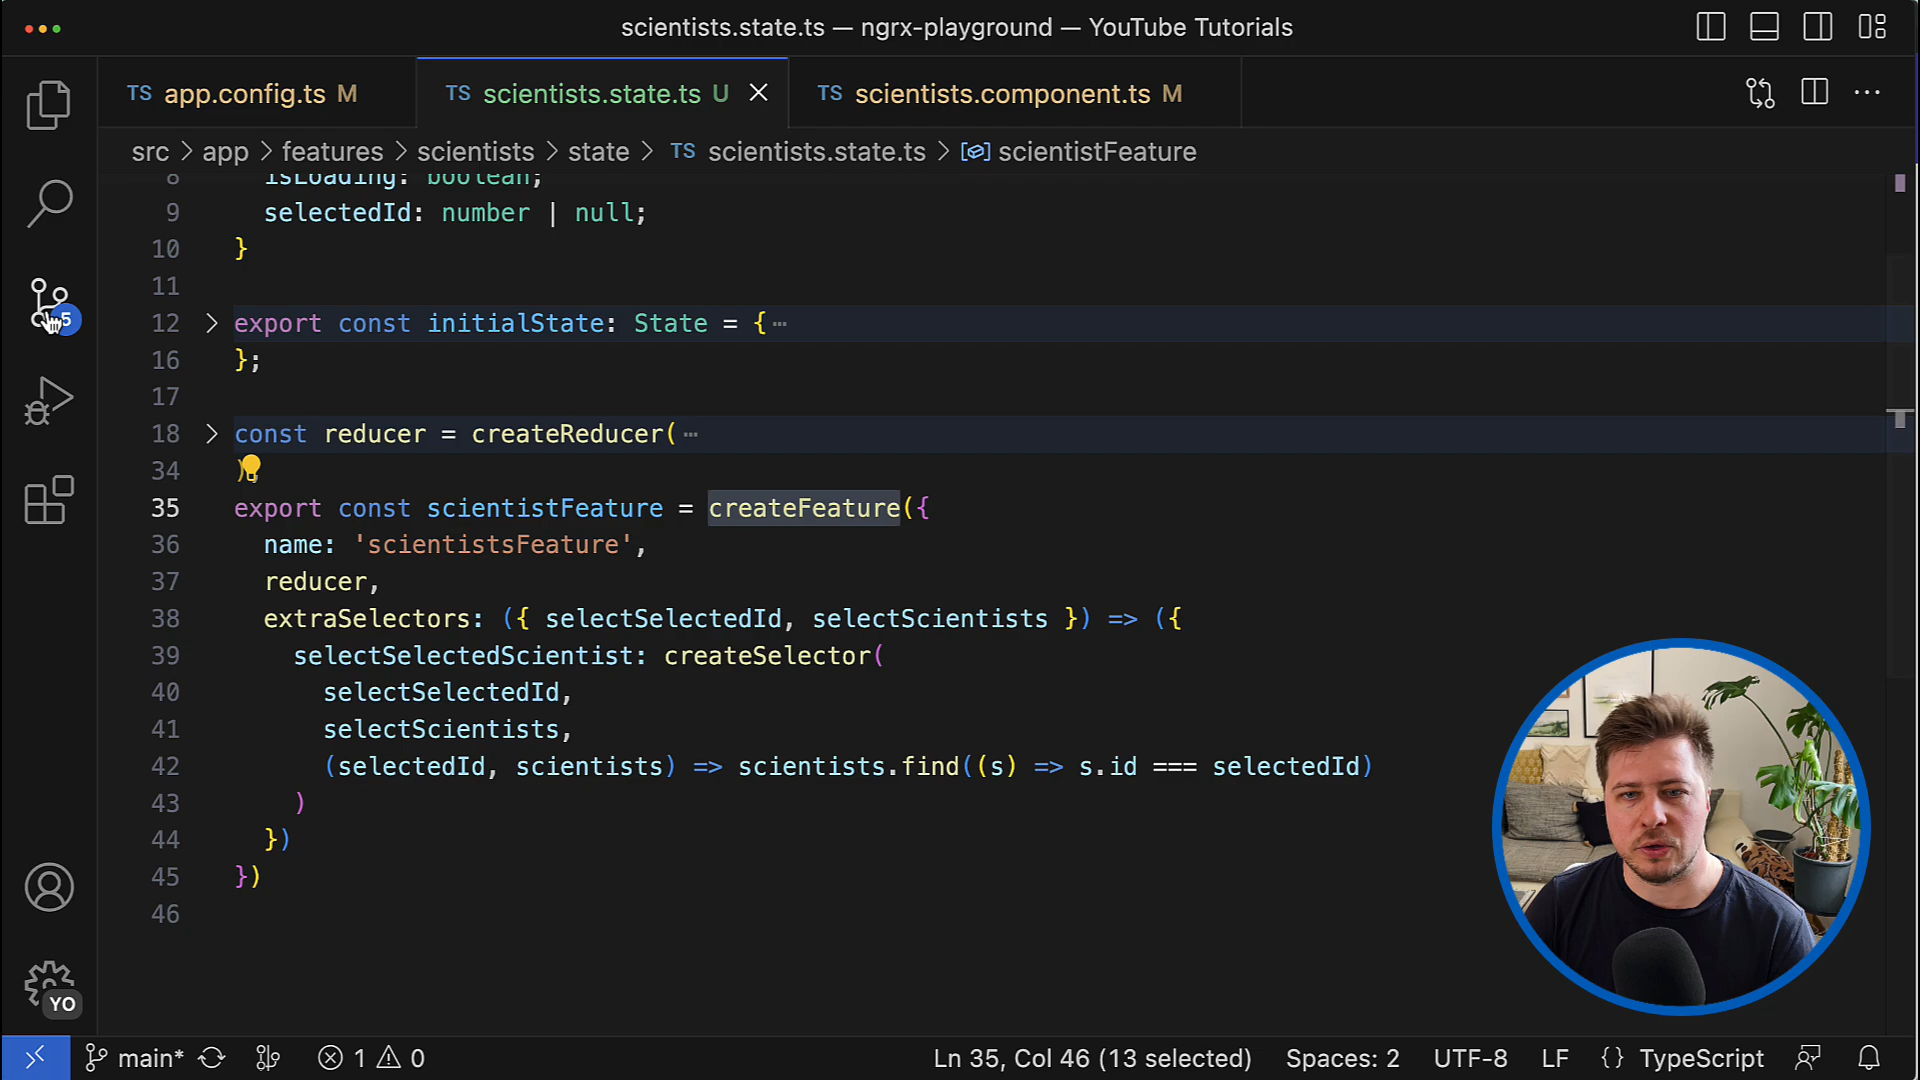 scientists.state.ts — ngrx-playground — YouTube Tutorials
TS app.config.ts M
TS scientists.state.ts U
TS scientists.component.ts M
src > app > features > scientists > state > TS scientists.state.ts > scientistFeature
8 isLoading: boolean;
9 selectedId: number | null;
10 }
11
12 export const initialState: State = { ⋯
16 };
17
18 const reducer = createReducer( ⋯
34 )
35 export const scientistFeature = createFeature({
36 name: 'scientistsFeature',
37 reducer,
38 extraSelectors: ({ selectSelectedId, selectScientists }) => ({
39 selectSelectedScientist: createSelector(
40 selectSelectedId,
41 selectScientists,
42 (selectedId, scientists) => scientists.find((s) => s.id === selectedId)
43 )
44 })
45 })
46
5
YO
main* 1 0 Ln 35, Col 46 (13 selected) Spaces: 2 UTF-8 LF {} TypeScript